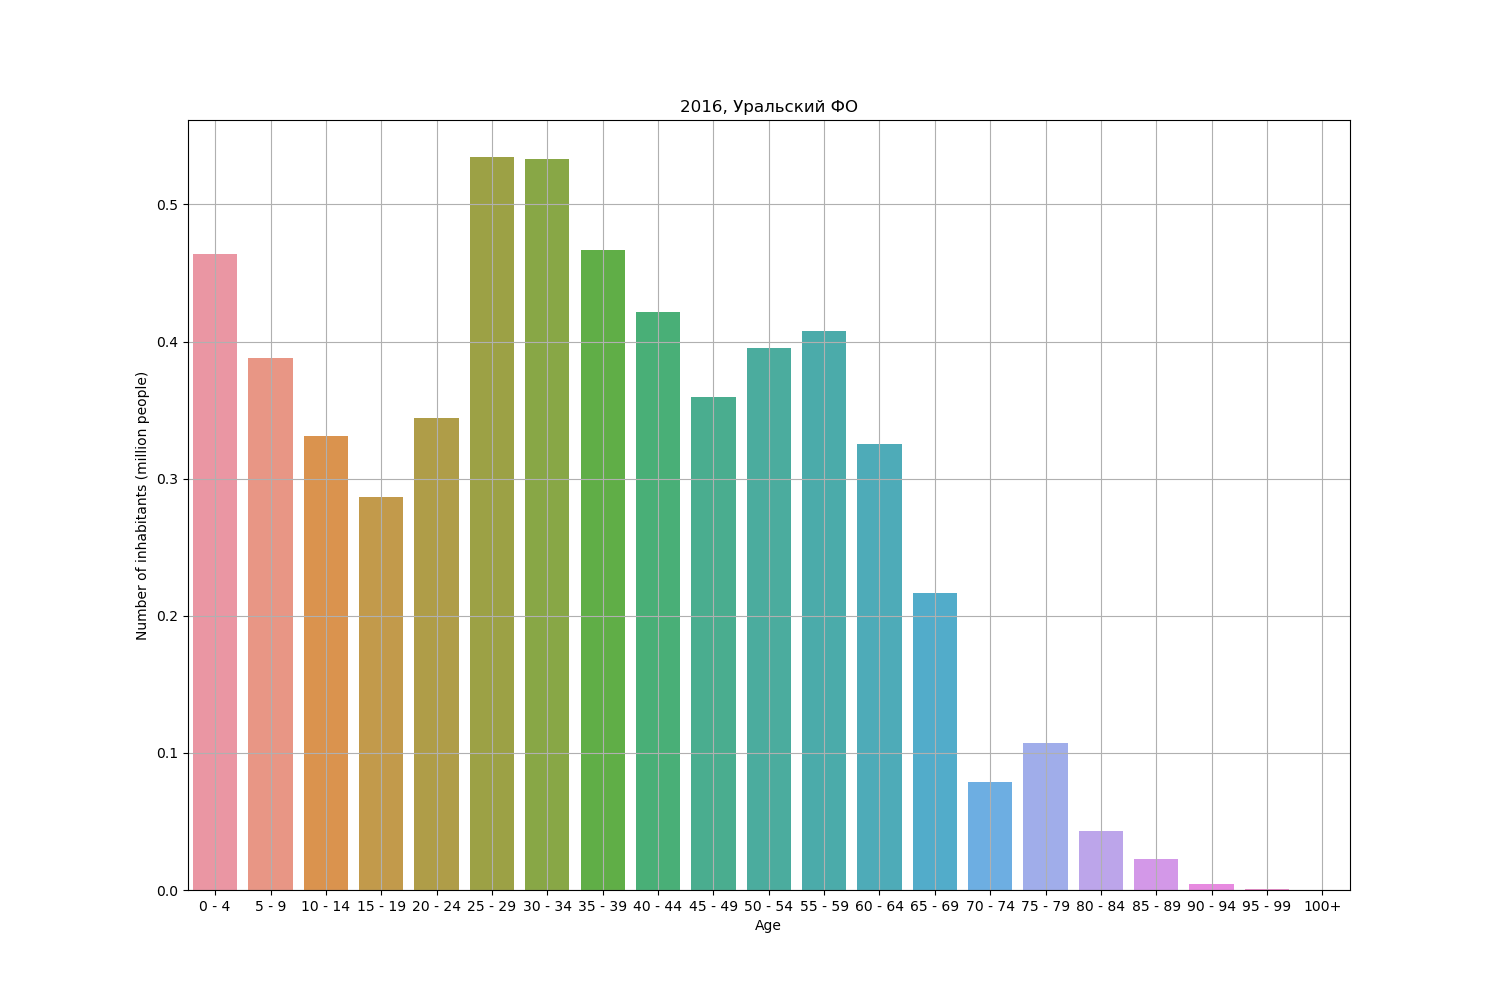 2016, Уральский ФО
Number of inhabitants (million people)
0.5
0.4
0.3
0.2
0.1
0.0
0 - 4 5 - 9 10 - 14 15 - 19 20 - 24 25 - 29 30 - 34 35 - 39 40 - 44 45 - 49 50 - 54 55 - 59 60 - 64 65 - 69 70 - 74 75 - 79 80 - 84 85 - 89 90 - 94 95 - 99 100+
Age